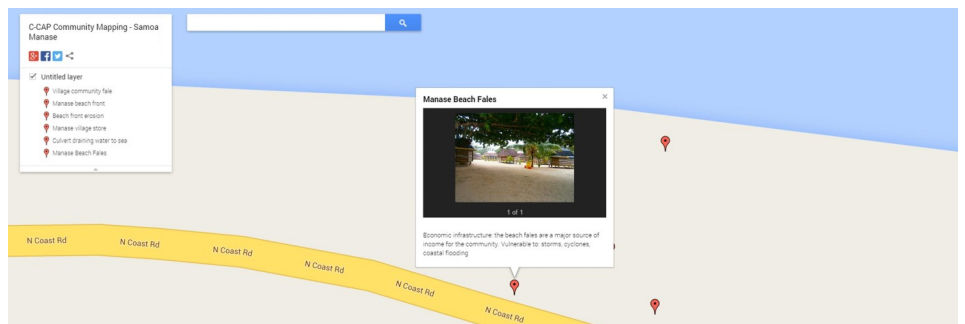 C-CAP Community Mapping - Samoa
Manase
Untitled layer
Village community fale
Manase beach front
Beach front erosion
Manase village store
Culvert draining water to sea
Manase Beach Fales
Manase Beach Fales
1 of 1
Economic infrastructure: the beach fales are a major source of
income for the community. Vulnerable to: storms, cyclones,
coastal flooding
N Coast Rd
N Coast Rd
N Coast Rd
N Coast Rd
N Coast Rd
N Coast Rd